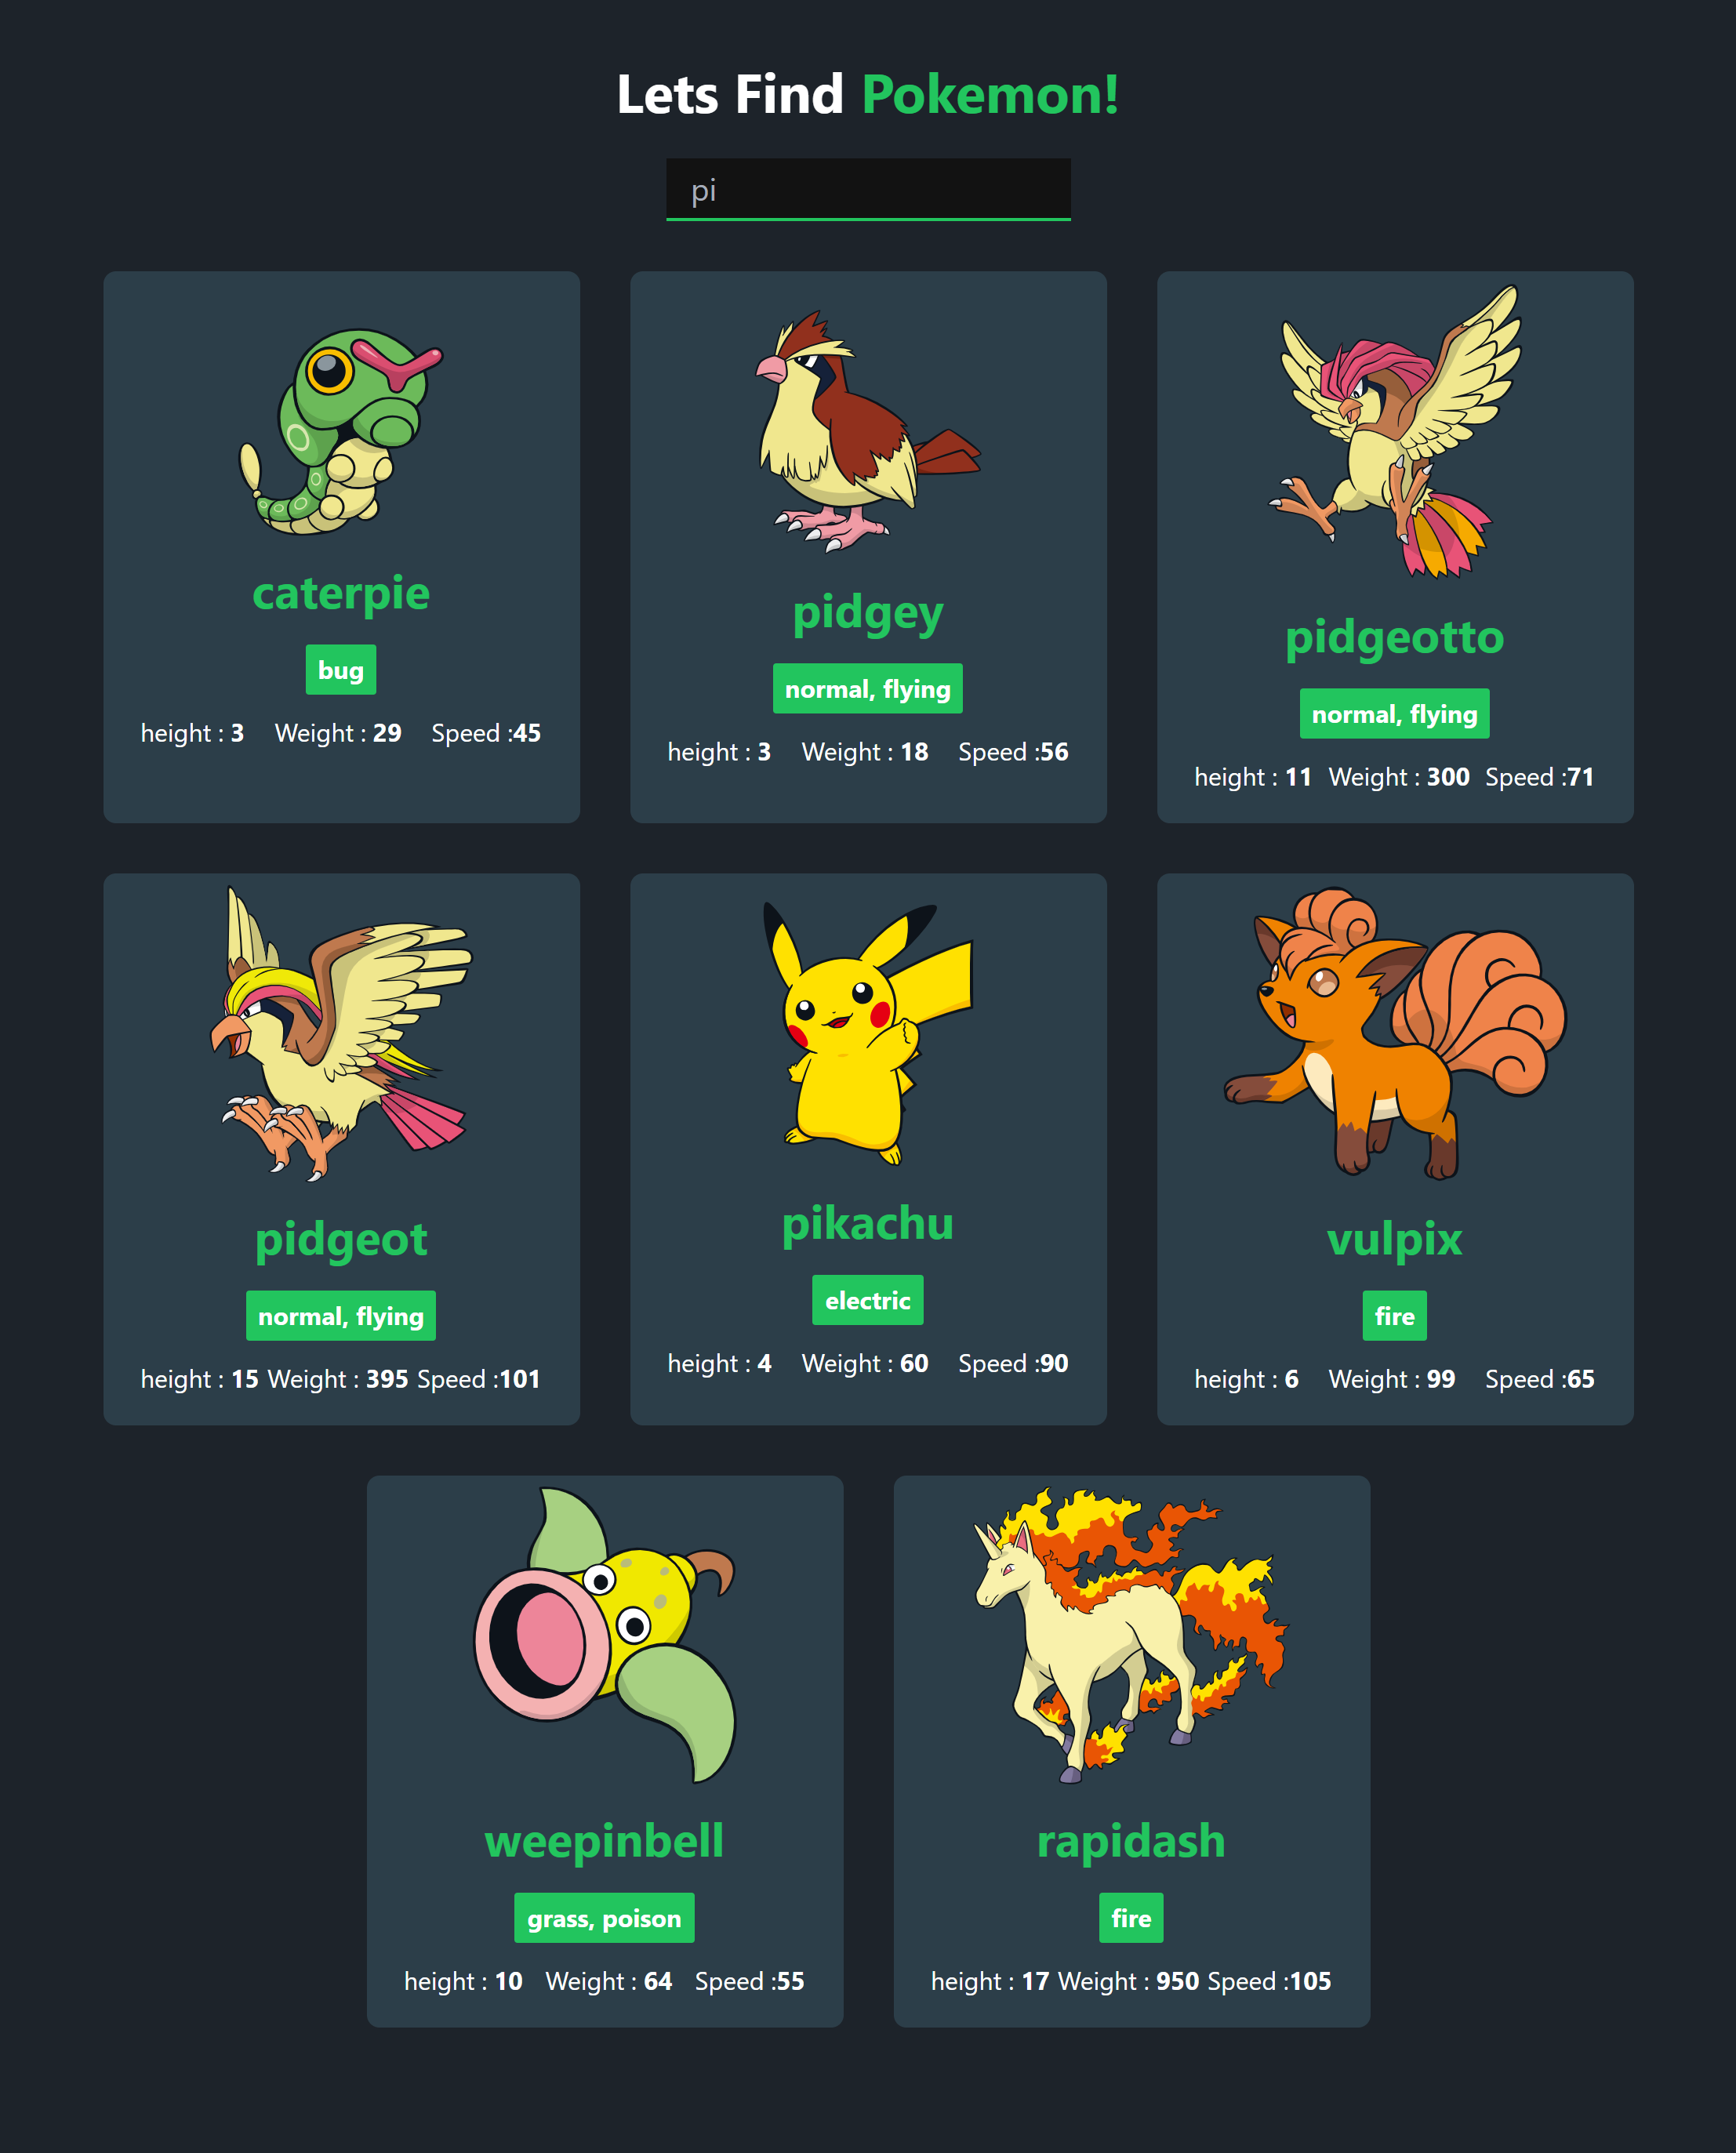 Lets Find Pokemon!
pi
caterpie
bug
height : 3 Weight : 29 Speed :45
pidgey
normal, flying
height : 3 Weight : 18 Speed :56
pidgeotto
normal, flying
height : 11 Weight : 300 Speed :71
pidgeot
normal, flying
height : 15 Weight : 395 Speed :101
pikachu
electric
height : 4 Weight : 60 Speed :90
vulpix
fire
height : 6 Weight : 99 Speed :65
weepinbell
grass, poison
height : 10 Weight : 64 Speed :55
rapidash
fire
height : 17 Weight : 950 Speed :105